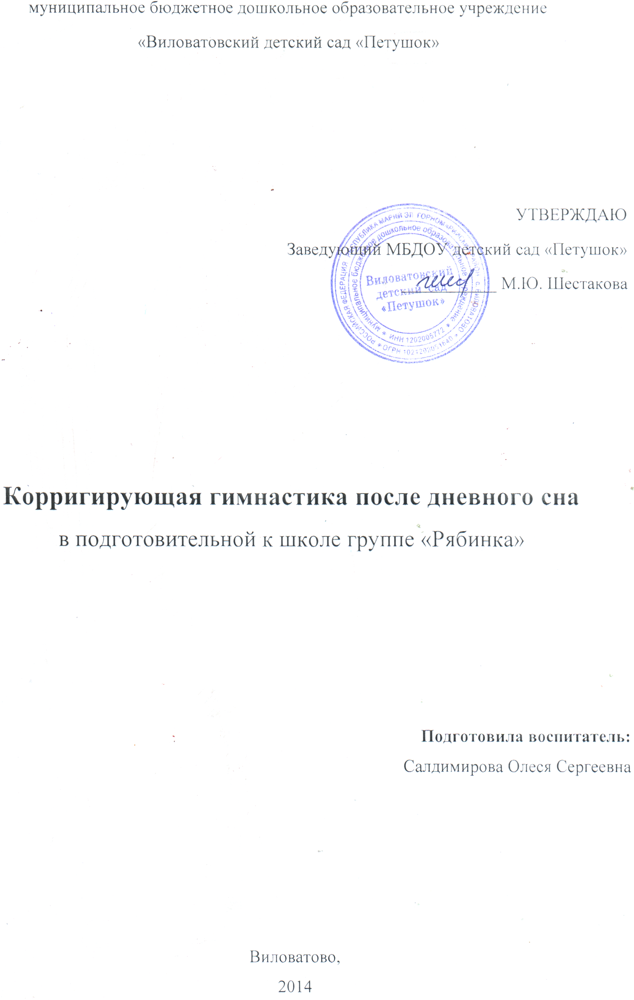 муниципальное бюджетное дошкольное образовательное учреждение
«Виловатовский детский сад «Петушок»
УТВЕРЖДАЮ
Заведующий МБДОУ детский сад «Петушок»
М.Ю. Шестакова
РОССИЙСКАЯ ФЕДЕРАЦИЯ РЕСПУБЛИКА МАРИЙ ЭЛ ГОРНОМАРИЙСКИЙ РАЙОН с. ВИЛОВАТОВО
* ОГРН 1021202051640 *
муниципальное бюджетное дошкольное образовательное учреждение
* ИНН 1202005772 *
Виловатовский
детский сад
«Петушок»
Корригирующая гимнастика после дневного сна
в подготовительной к школе группе «Рябинка»
Подготовила воспитатель:
Салдимирова Олеся Сергеевна
Виловатово,
2014